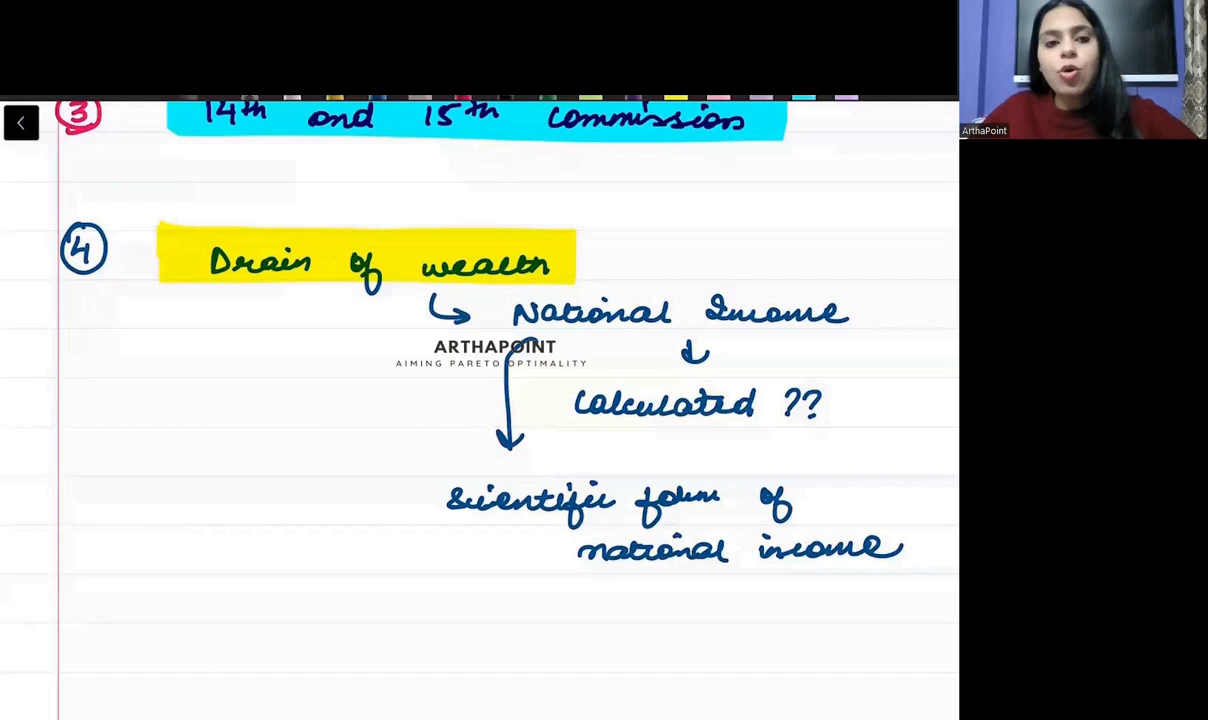 3 14th and 15th commission
4 Drain of wealth
National Income
ARTHAPOINT
AIMING PARETO OPTIMALITY
Calculated ??
Scientific form of
national income
ArthaPoint